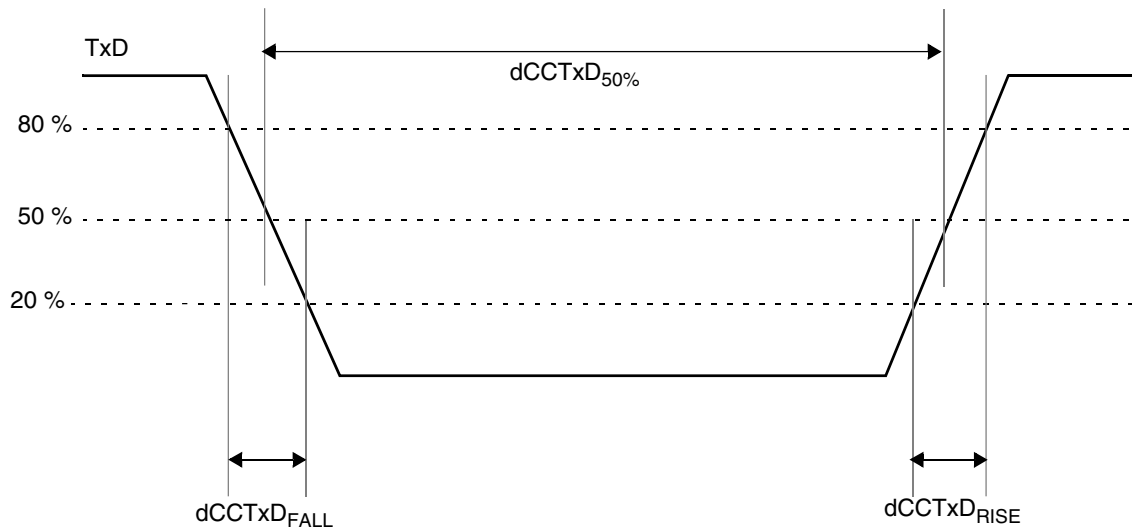 TxD
dCCTxD50%
80 %
50 %
20 %
dCCTxDFALL
dCCTxDRISE